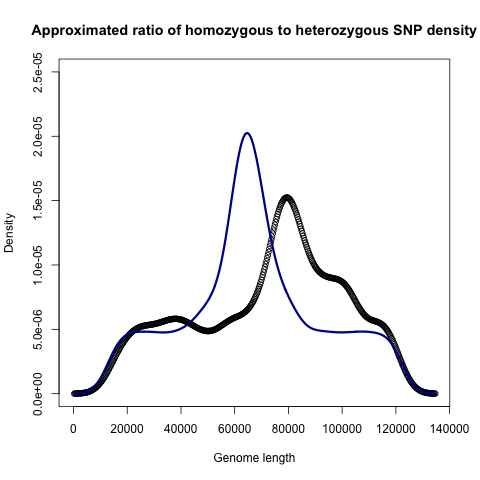 Approximated ratio of homozygous to heterozygous SNP density
Density
2.5e-05
2.0e-05
1.5e-05
1.0e-05
5.0e-06
0.0e+00
0 20000 40000 60000 80000 100000 120000 140000
Genome length